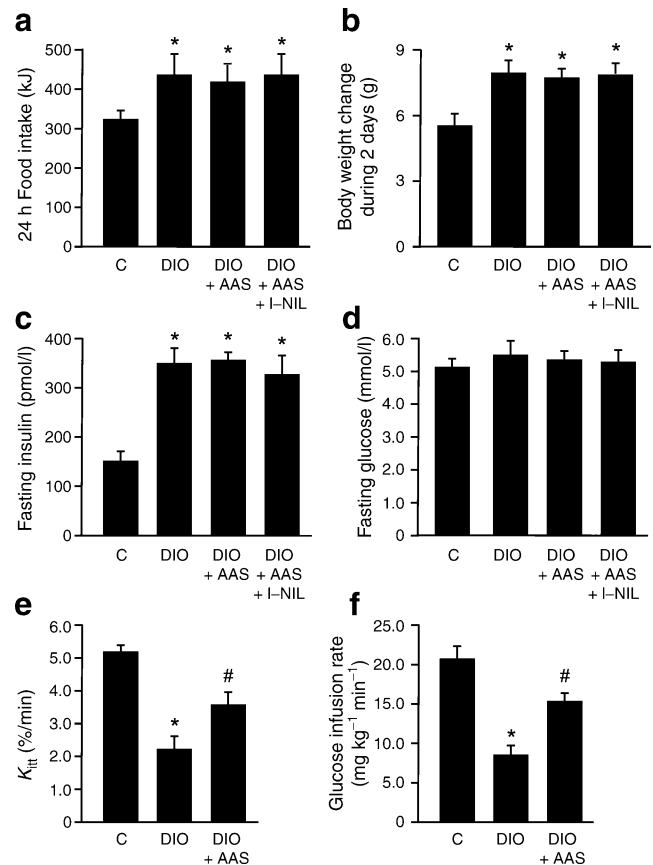 a
24 h Food intake (kJ)
500
400
300
200
100
0
* * *
C DIO DIO DIO
+ AAS + AAS
+ l–NIL
b
Body weight change
during 2 days (g)
9
6
3
0
* * *
C DIO DIO DIO
+ AAS + AAS
+ l–NIL
c
Fasting insulin (pmol/l)
400
300
200
100
0
* * *
C DIO DIO DIO
+ AAS + AAS
+ l–NIL
d
Fasting glucose (mmol/l)
6.0
5.0
4.0
3.0
2.0
1.0
0.0
C DIO DIO DIO
+ AAS + AAS
+ l–NIL
e
Kitt (%/min)
6.0
5.0
4.0
3.0
2.0
1.0
0.0
* #
C DIO DIO
+ AAS
f
Glucose infusion rate
(mg kg–1 min–1)
25.0
20.0
15.0
10.0
5.0
0.0
* #
C DIO DIO
+ AAS